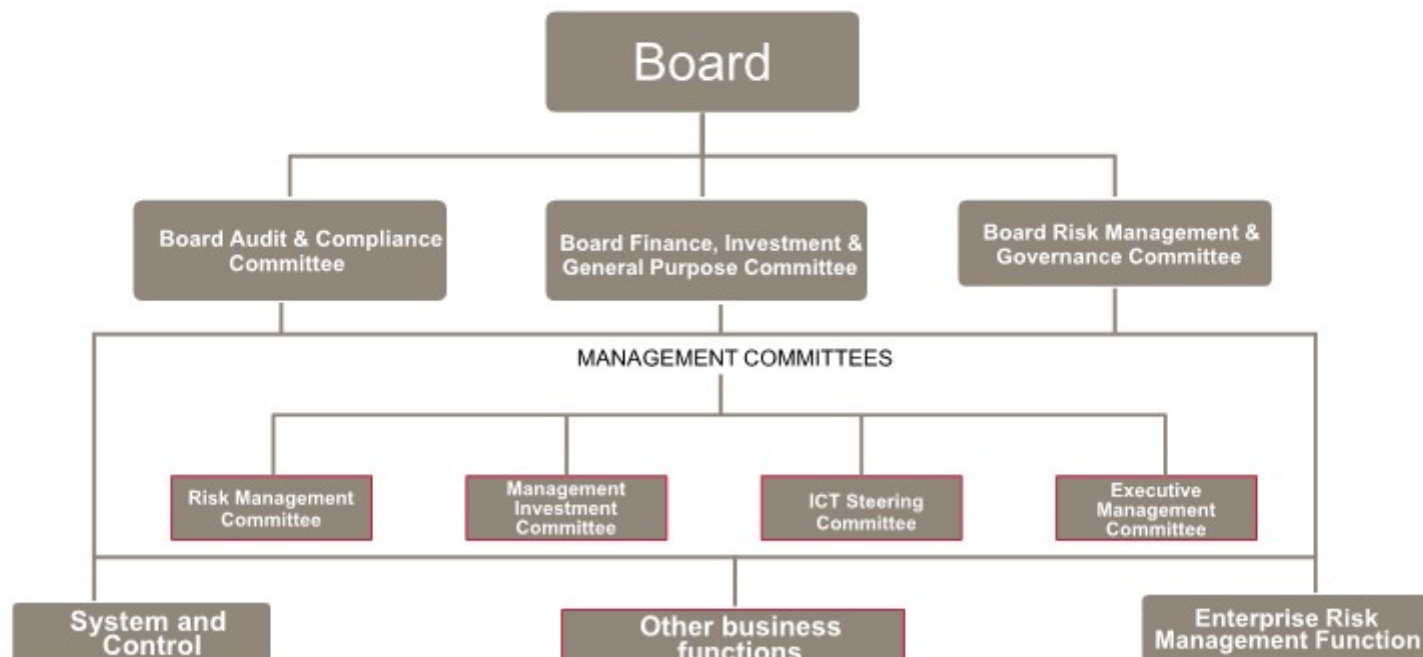 Board
Board Audit & Compliance
Committee
Board Finance, Investment &
General Purpose Committee
Board Risk Management &
Governance Committee
MANAGEMENT COMMITTEES
Risk Management
Committee
Management
Investment
Committee
ICT Steering
Committee
Executive
Management
Committee
System and
Control
Other business
functions
Enterprise Risk
Management Function